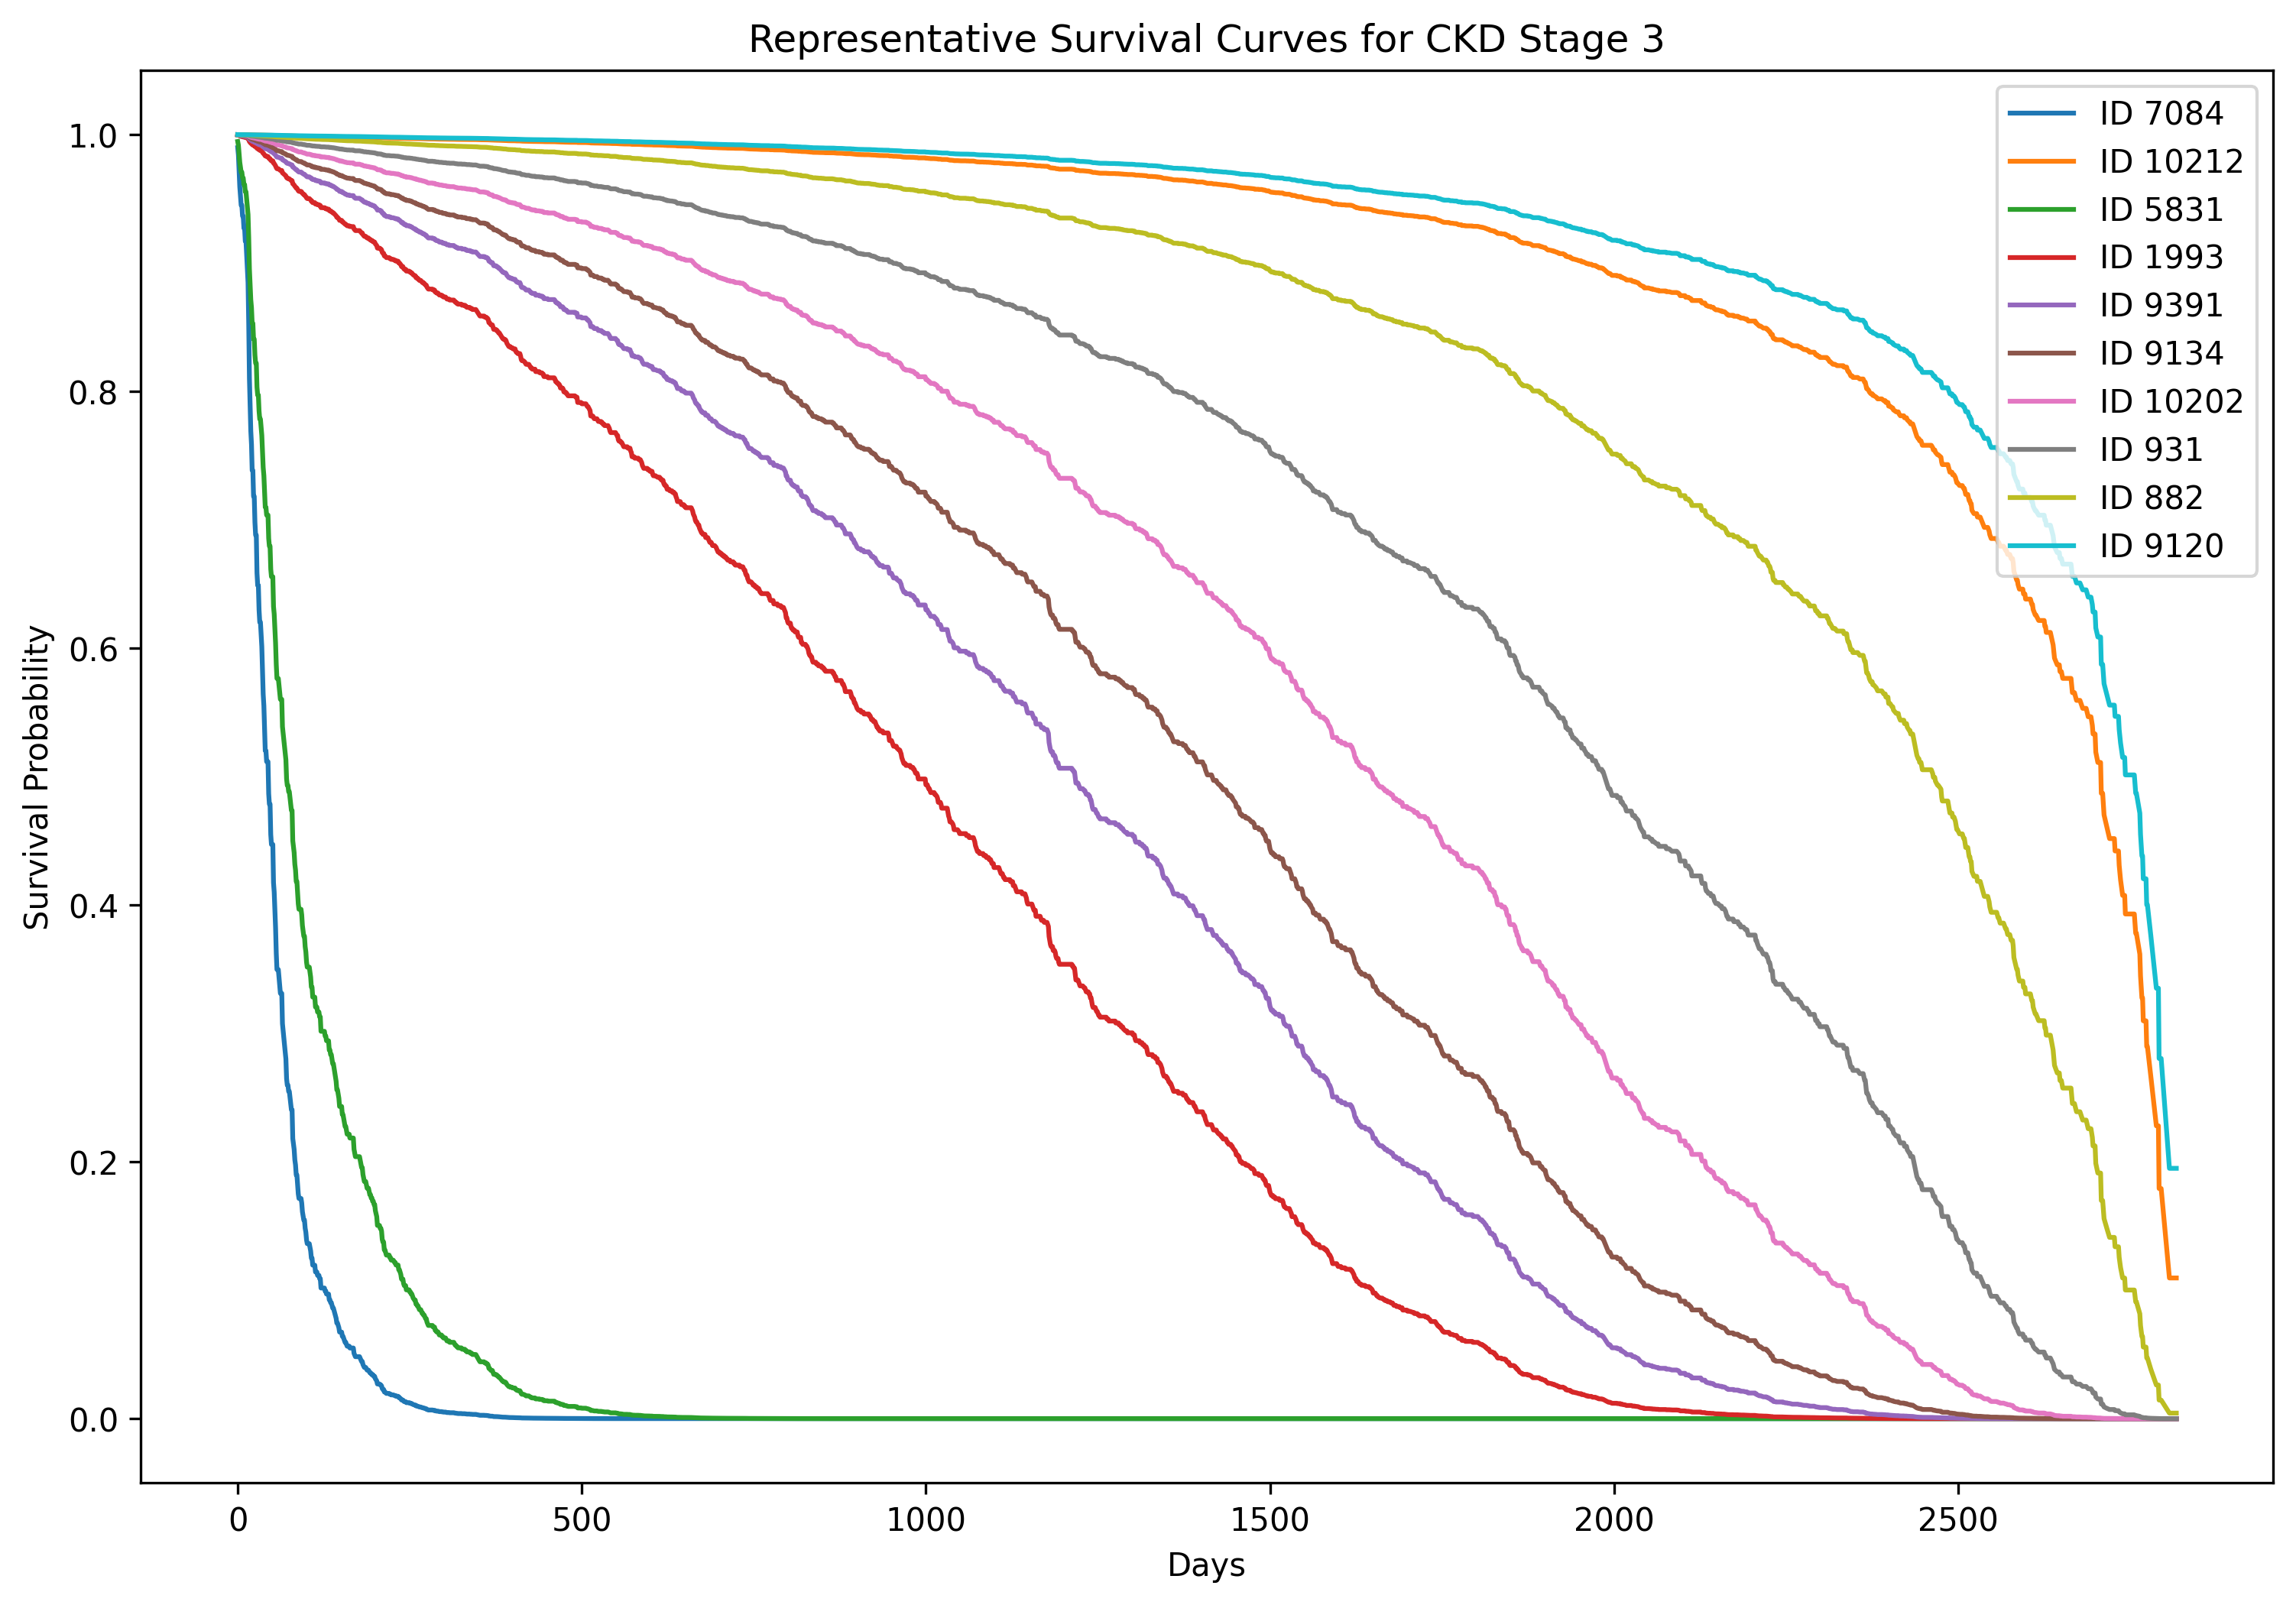 Representative Survival Curves for CKD Stage 3
Survival Probability
1.0
0.8
0.6
0.4
0.2
0.0
0
500
1000
1500
2000
2500
Days
ID 7084
ID 10212
ID 5831
ID 1993
ID 9391
ID 9134
ID 10202
ID 931
ID 882
ID 9120